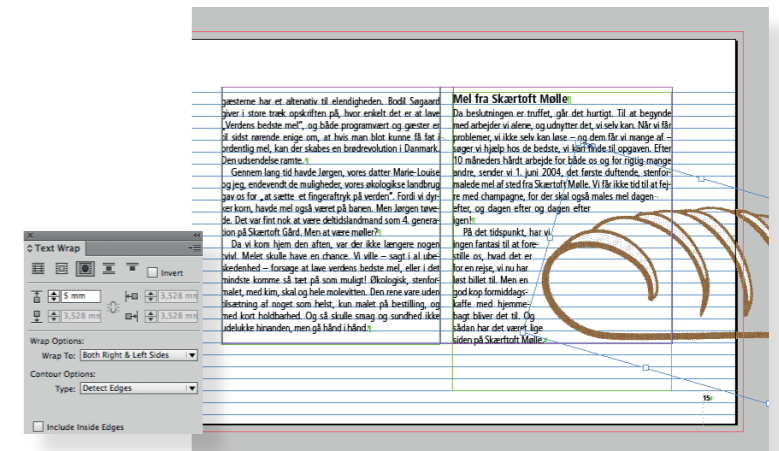 gæsterne har et altenativ til elendigheden. Bodil Søgaard
giver i store træk opskriften på, hvor enkelt det er at lave
„Verdens bedste mel”, og både programvært og gæster er
til sidst rørende enige om, at hvis man blot kunne få fat i
ordentlig mel, kan der skabes en brødrevolution i Danmark.
Den udsendelse ramte.¶
Gennem lang tid havde Jørgen, vores datter Marie-Louise
og jeg, endevendt de muligheder, vores økologikse landbrug
gav os for „at sætte et fingeraftryk på verden”. Fordi vi dyr-
ker korn, havde mel også været på banen. Men Jørgen tøve-
de. Det var fint nok at være deltidslandmand som 4. genera-
tion på Skærtoft Gård. Men at være møller?¶
Da vi kom hjem den aften, var der ikke længere nogen
tvivl. Melet skulle have en chance. Vi ville – sagt i al ube-
skedenhed – forsøge at lave verdens bedste mel, eller i det
mindste komme så tæt på som muligt! Økologisk, stenfor-
malet, med kim, skal og hele molevitten. Den rene vare uden
tilsætning af noget som helst, kun malet på bestilling, og
med kort holdbarhed. Og så skulle smag og sundhed ikke
udelukke hinanden, men gå hånd i hånd.¶
Mel fra Skærtoft Mølle¶
Da beslutningen er truffet, går det hurtigt. Til at begynde
med arbejder vi alene, og udnytter det, vi selv kan. Når vi får
problemer, vi ikke selv kan løse – og dem får vi mange af –
søger vi hjælp hos de bedste, vi kan finde til opgaven. Efter
10 måneders hårdt arbejde for både os og for rigtig mange
andre, sender vi 1. juni 2004, det første duftende, stenfor-
malede mel af sted fra Skærtoft Mølle. Vi får ikke tid til at fej-
re med champagne, for der skal også males mel dagen
efter, og dagen efter og dagen efter
igen!¶
På det tidspunkt, har vi
ingen fantasi til at fore-
stille os, hvad det er
for en rejse, vi nu har
løst billet til. Men en
god kop formiddags-
kaffe med hjemme-
bagt bliver det til. Og
sådan har det været lige
siden på Skærftoft Mølle.
15
Text Wrap
Invert
5 mm
3,528 mm
3,528 mm
3,528 mm
Wrap Options:
Wrap To: Both Right & Left Sides
Contour Options:
Type: Detect Edges
Include Inside Edges